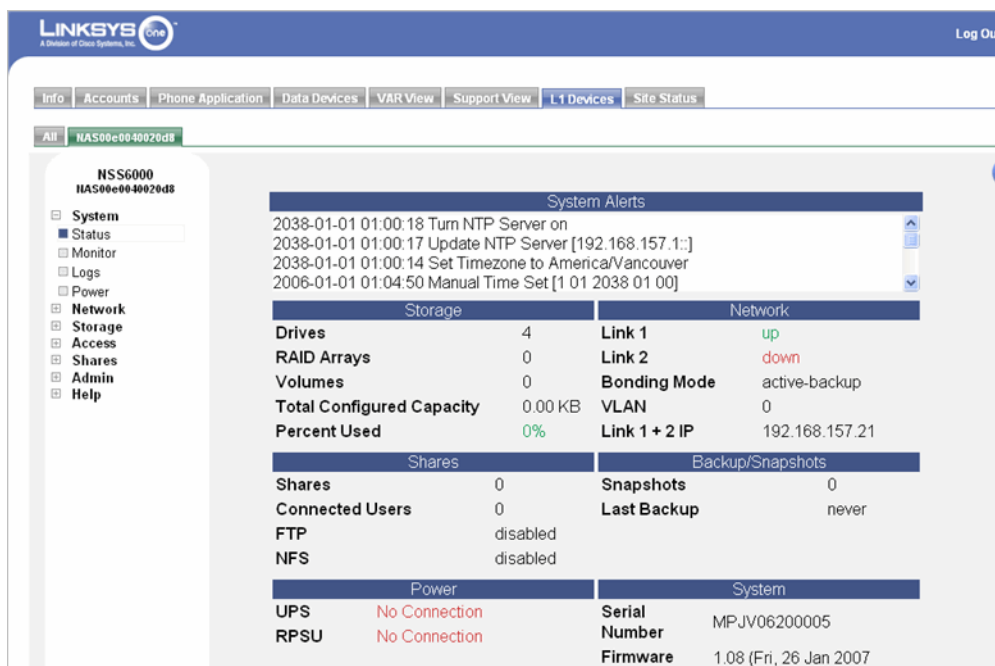 LINKSYS one
A Division of Cisco Systems, Inc.
Log Ou
Info Accounts Phone Application Data Devices VAR View Support View L1 Devices Site Status
All NAS00e0040020d8
NSS6000
NAS00e0040020d8
System
Status
Monitor
Logs
Power
Network
Storage
Access
Shares
Admin
Help
System Alerts
2038-01-01 01:00:18 Turn NTP Server on
2038-01-01 01:00:17 Update NTP Server [192.168.157.1::]
2038-01-01 01:00:14 Set Timezone to America/Vancouver
2006-01-01 01:04:50 Manual Time Set [1 01 2038 01 00]
Storage
Drives 4
RAID Arrays 0
Volumes 0
Total Configured Capacity 0.00 KB
Percent Used 0%
Network
Link 1 up
Link 2 down
Bonding Mode active-backup
VLAN 0
Link 1 + 2 IP 192.168.157.21
Shares
Shares 0
Connected Users 0
FTP disabled
NFS disabled
Backup/Snapshots
Snapshots 0
Last Backup never
Power
UPS No Connection
RPSU No Connection
System
Serial Number MPJV06200005
Firmware 1.08 (Fri, 26 Jan 2007